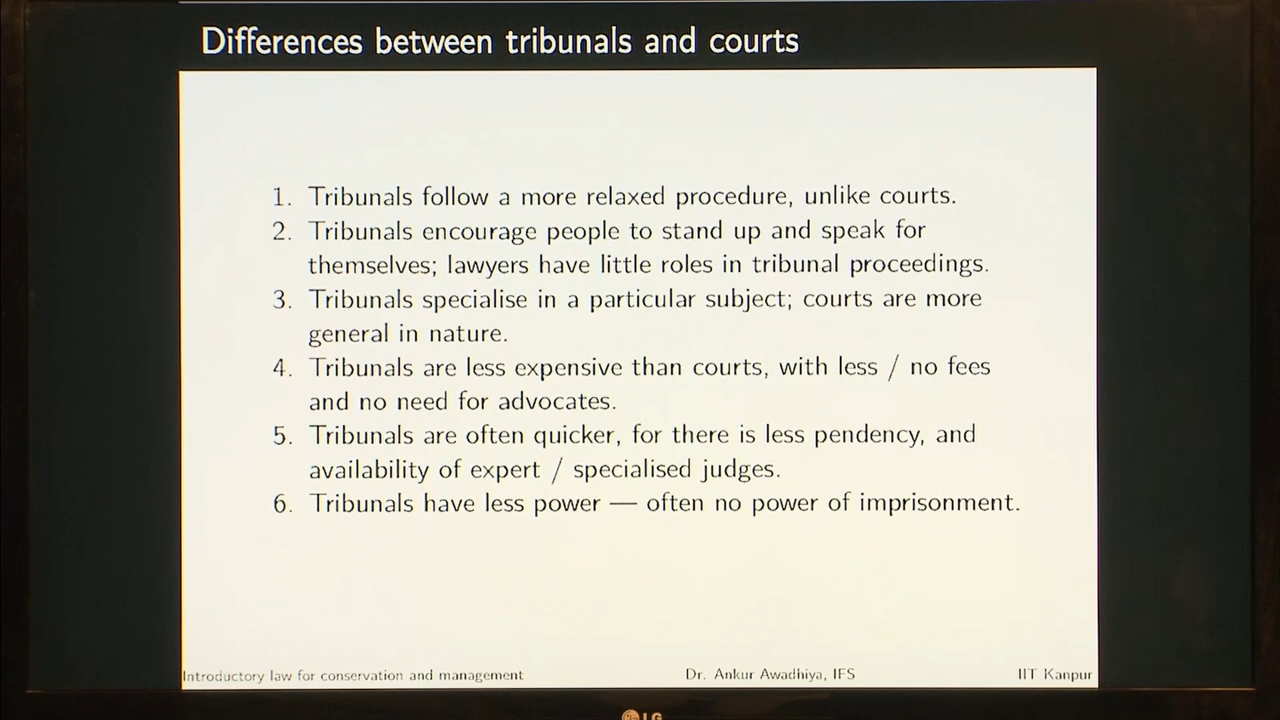 Differences between tribunals and courts
1. Tribunals follow a more relaxed procedure, unlike courts.
2. Tribunals encourage people to stand up and speak for
themselves; lawyers have little roles in tribunal proceedings.
3. Tribunals specialise in a particular subject; courts are more
general in nature.
4. Tribunals are less expensive than courts, with less / no fees
and no need for advocates.
5. Tribunals are often quicker, for there is less pendency, and
availability of expert / specialised judges.
6. Tribunals have less power — often no power of imprisonment.
Introductory law for conservation and management Dr. Ankur Awadhiya, IFS IIT Kanpur
LG